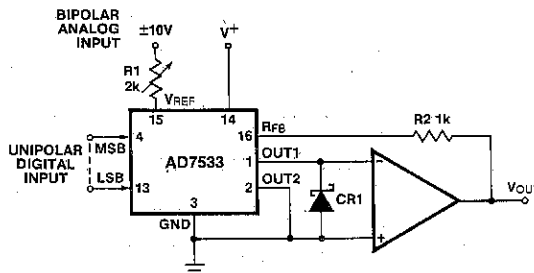 BIPOLAR
ANALOG
INPUT
±10V
V+
R1
2k
VREF
15
14
RFB
16
R2 1k
UNIPOLAR
DIGITAL
INPUT
MSB
4
LSB
13
AD7533
1
OUT1
2
OUT2
CR1
3
GND
−
+
VOUT